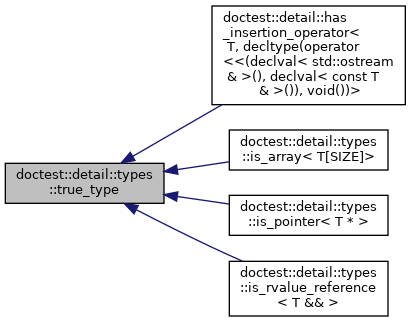 doctest::detail::has
_insertion_operator<
T, decltype(operator
<<(declval< std::ostream
& >(), declval< const T
& >()), void())>
doctest::detail::types
::is_array< T[SIZE]>
doctest::detail::types
::true_type
doctest::detail::types
::is_pointer< T * >
doctest::detail::types
::is_rvalue_reference
< T && >